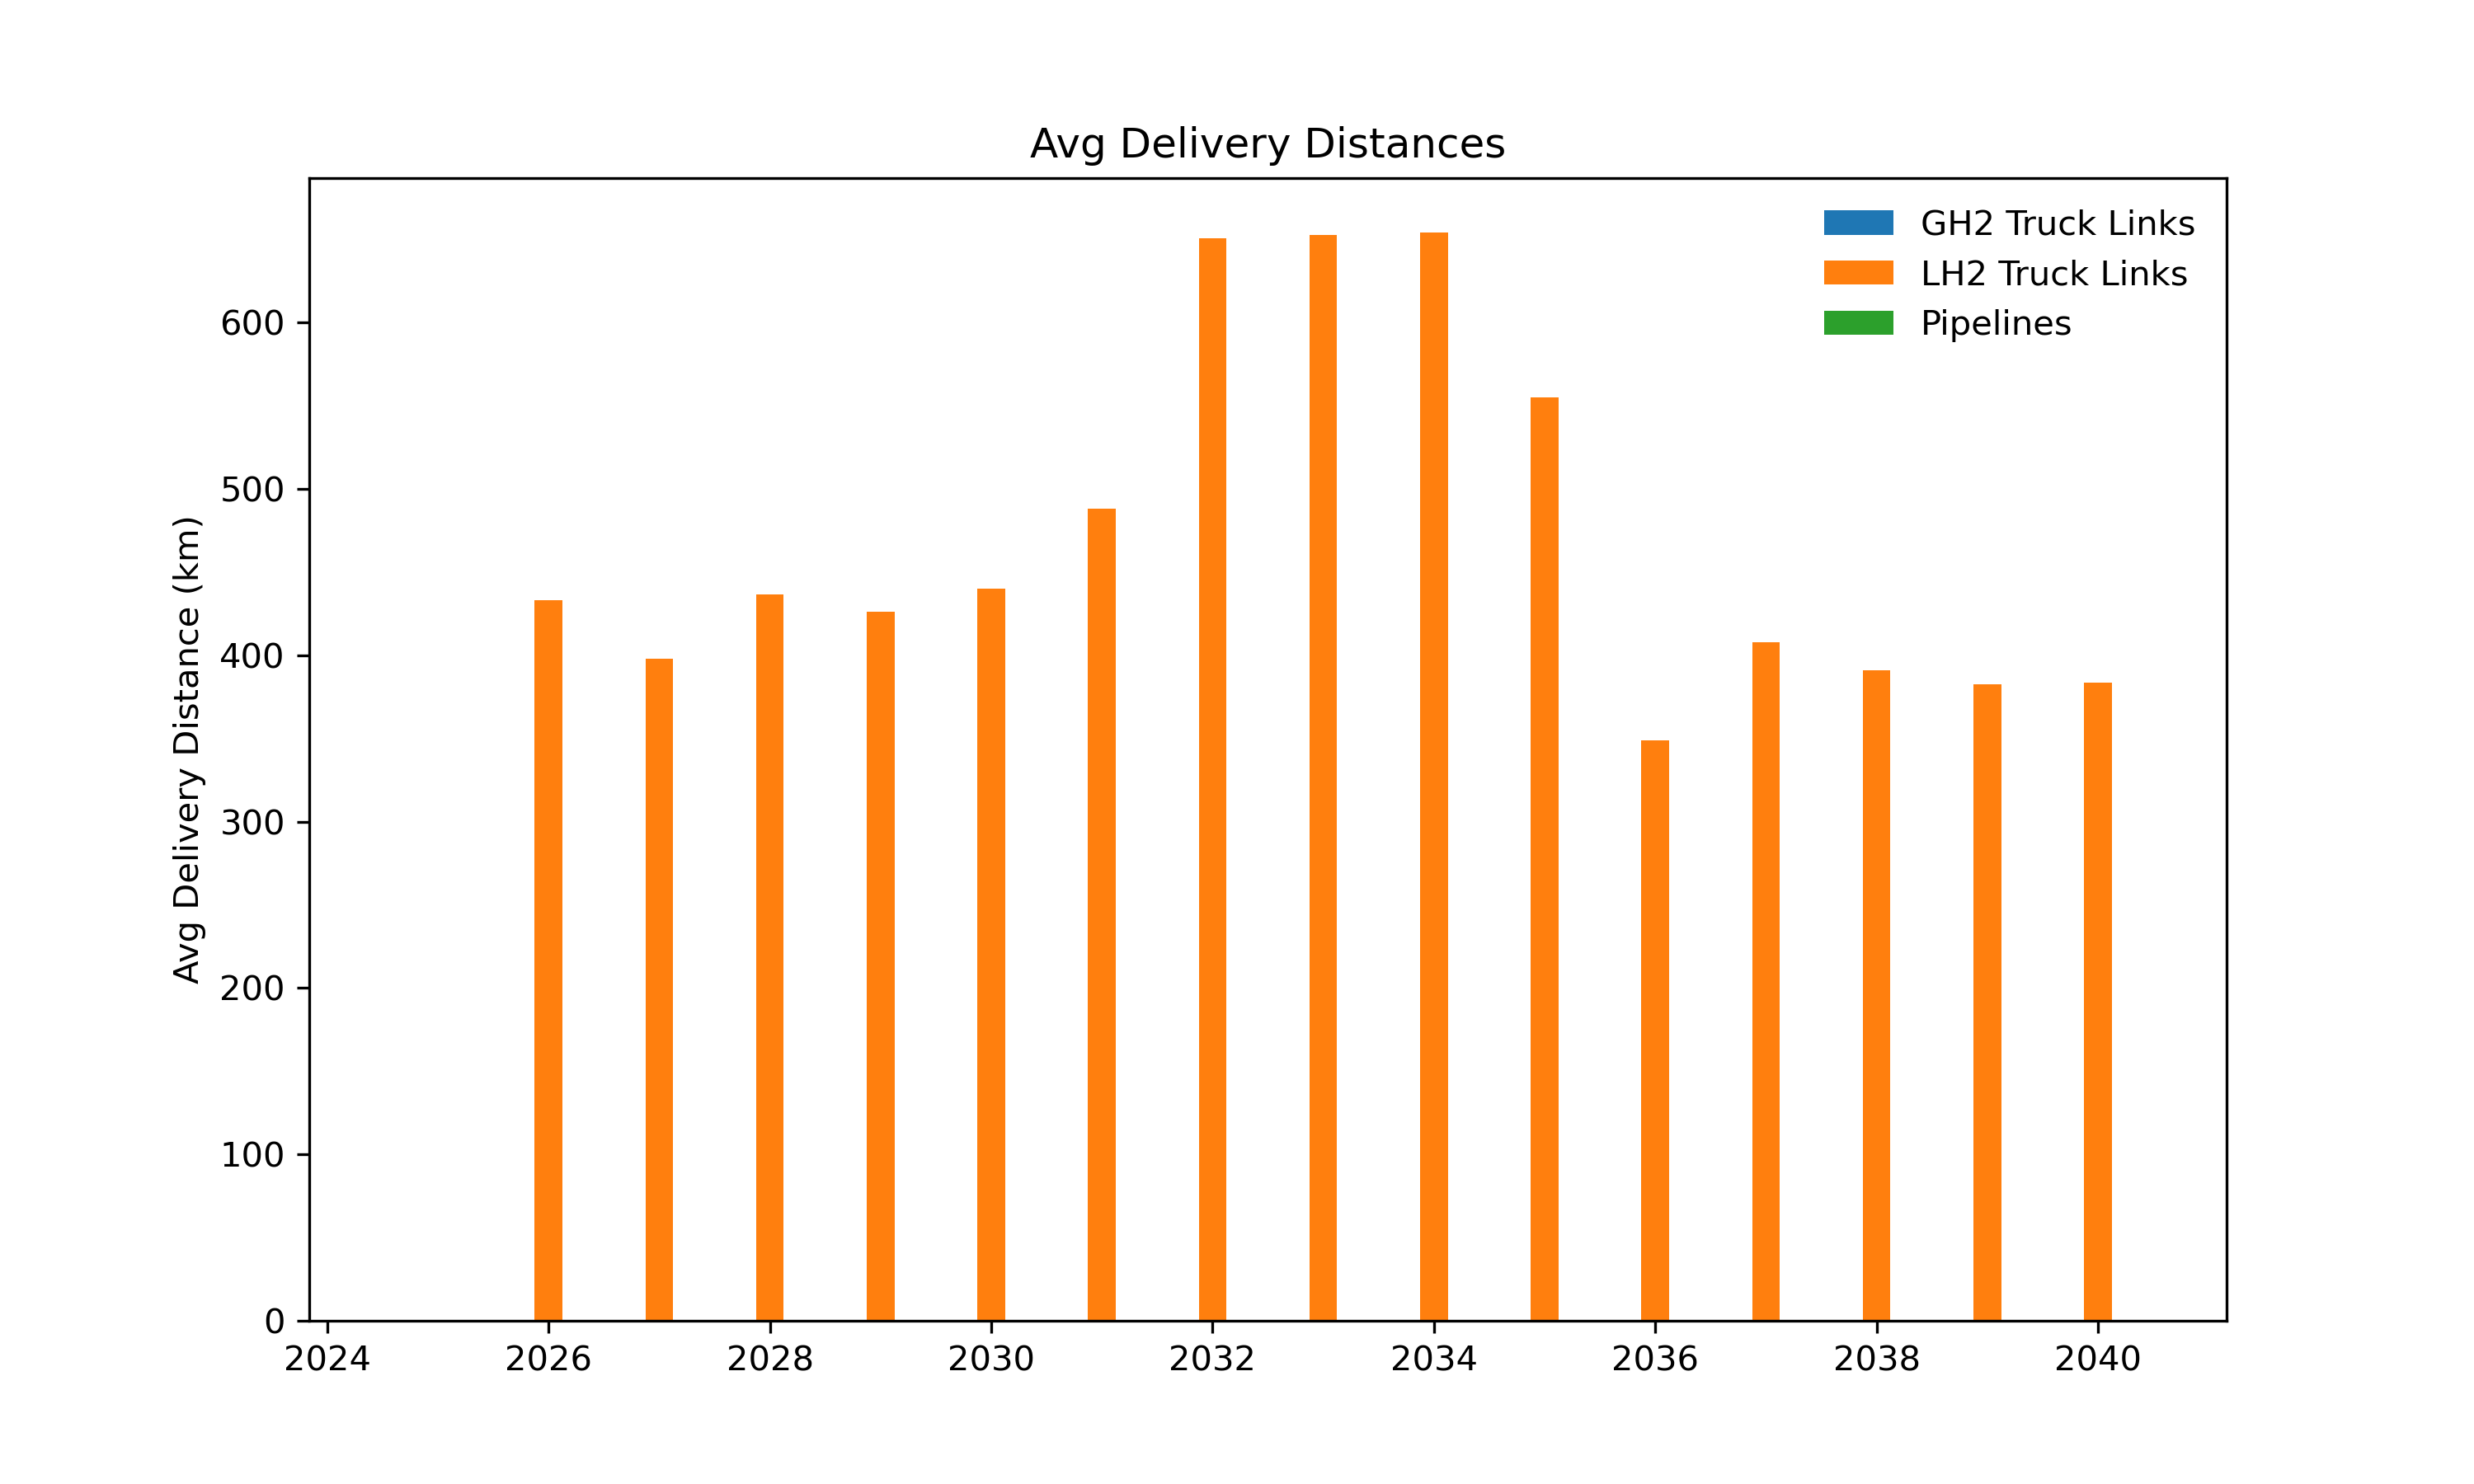 Avg Delivery Distances
GH2 Truck Links
LH2 Truck Links
Pipelines
Avg Delivery Distance (km)
600
500
400
300
200
100
0
2024 2026 2028 2030 2032 2034 2036 2038 2040